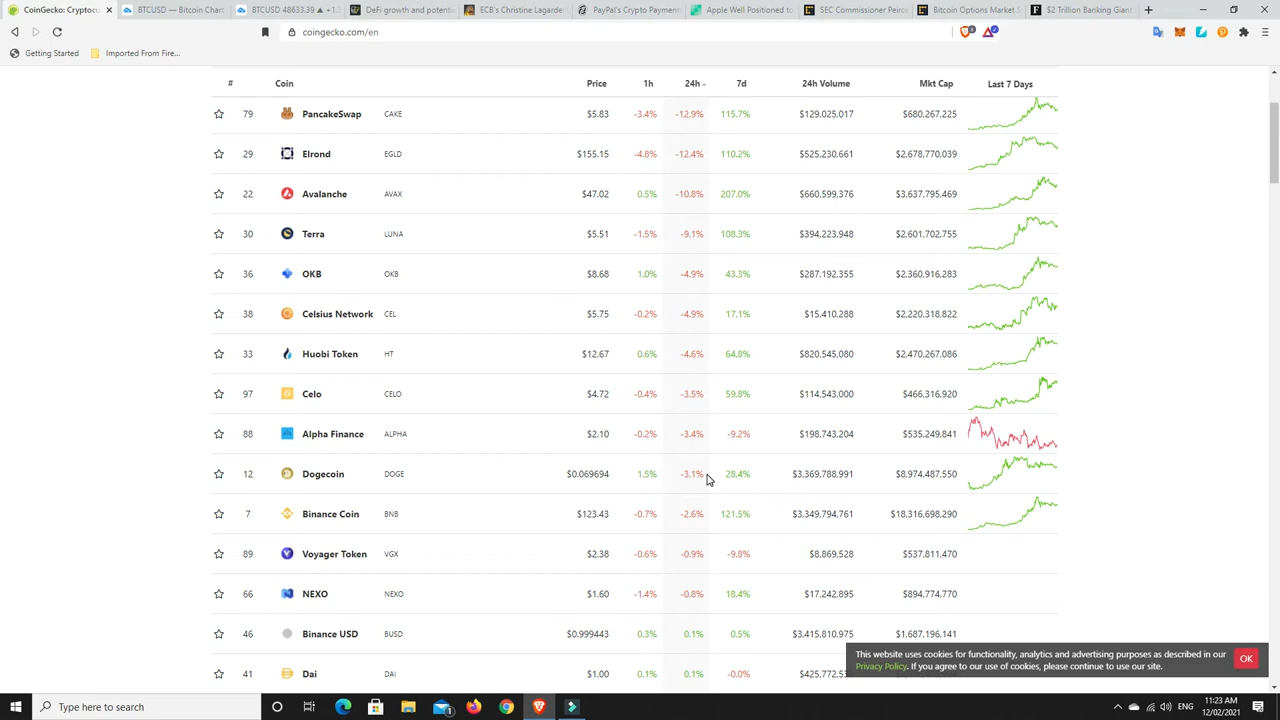 CoinGecko: Cryptocu
BTCUSD — Bitcoin Chart
BTCUSD 48633.39 ▲ +1.
DeFi growth and potenti
ECB's Christine Lagarde
PayPal's Crypto Payment
Apple Well Positioned to
SEC Commissioner Peirce
Bitcoin Options Market S
$2 Trillion Banking Giant
coingecko.com/en
Getting Started Imported From Fire...
# Coin Price 1h 24h 7d 24h Volume Mkt Cap Last 7 Days
79 PancakeSwap CAKE $5.83 -3.4% -12.9% 115.7% $129,025,017 $680,267,225
29 Elrond EGLD $155.15 -4.8% -12.4% 110.2% $525,230,661 $2,678,770,039
22 Avalanche AVAX $47.02 0.5% -10.8% 207.0% $660,599,376 $3,637,795,469
30 Terra LUNA $5.51 -1.5% -9.1% 108.3% $394,223,948 $2,601,702,755
36 OKB OKB $8.68 1.0% -4.9% 43.3% $287,192,355 $2,360,916,283
38 Celsius Network CEL $5.75 -0.2% -4.9% 17.1% $15,410,288 $2,220,318,822
33 Huobi Token HT $12.67 0.6% -4.6% 64.8% $820,545,080 $2,470,267,086
97 Celo CELO $4.72 -0.4% -3.5% 59.8% $114,543,000 $466,316,920
88 Alpha Finance ALPHA $2.10 -0.2% -3.4% -9.2% $198,743,204 $535,249,841
12 Dogecoin DOGE $0.069694 1.5% -3.1% 28.4% $3,369,788,991 $8,974,487,550
7 Binance Coin BNB $123.43 -0.7% -2.6% 121.5% $3,349,794,761 $18,316,698,290
89 Voyager Token VGX $2.38 -0.6% -0.9% -9.8% $8,869,528 $537,811,470
66 NEXO NEXO $1.60 -1.4% -0.8% 18.4% $17,242,895 $894,774,770
46 Binance USD BUSD $0.999443 0.3% 0.1% 0.5% $3,415,810,975 $1,687,196,141
41 Dai DAI $1.00 0.1% 0.1% -0.0%
This website uses cookies for functionality, analytics and advertising purposes as described in our
Privacy Policy. If you agree to our use of cookies, please continue to use our site.
OK
Type here to search
ENG
11:23 AM
12/02/2021